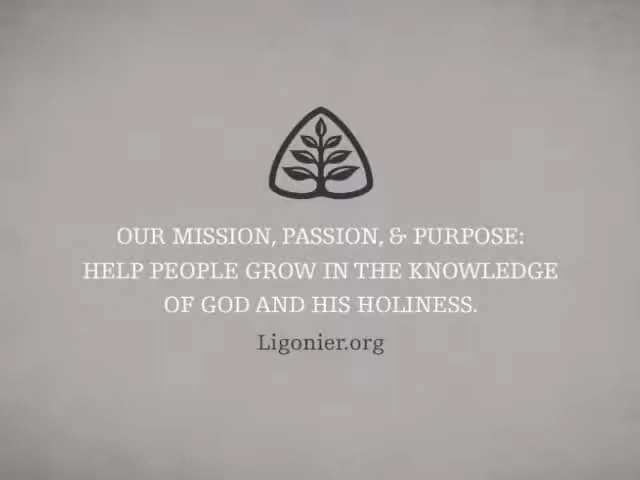 OUR MISSION, PASSION, & PURPOSE:
HELP PEOPLE GROW IN THE KNOWLEDGE
OF GOD AND HIS HOLINESS.
Ligonier.org